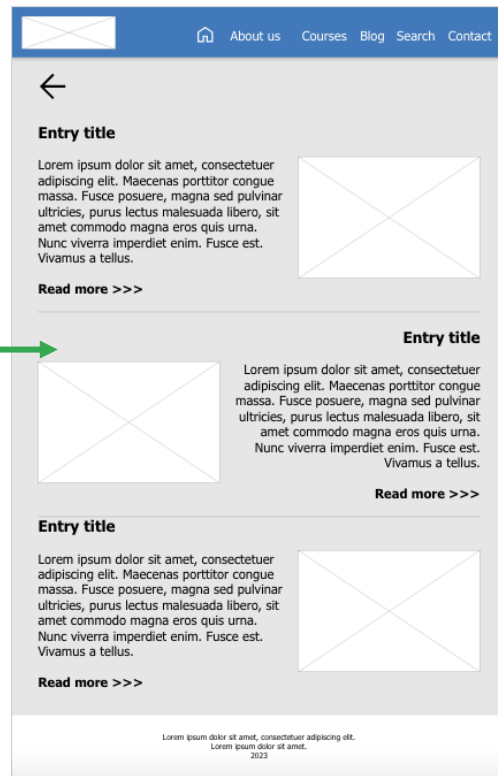 About us Courses Blog Search Contact
Entry title
Lorem ipsum dolor sit amet, consectetuer
adipiscing elit. Maecenas porttitor congue
massa. Fusce posuere, magna sed pulvinar
ultricies, purus lectus malesuada libero, sit
amet commodo magna eros quis urna.
Nunc viverra imperdiet enim. Fusce est.
Vivamus a tellus.
Read more >>>
Entry title
Lorem ipsum dolor sit amet, consectetuer
adipiscing elit. Maecenas porttitor congue
massa. Fusce posuere, magna sed pulvinar
ultricies, purus lectus malesuada libero, sit
amet commodo magna eros quis urna.
Nunc viverra imperdiet enim. Fusce est.
Vivamus a tellus.
Read more >>>
Entry title
Lorem ipsum dolor sit amet, consectetuer
adipiscing elit. Maecenas porttitor congue
massa. Fusce posuere, magna sed pulvinar
ultricies, purus lectus malesuada libero, sit
amet commodo magna eros quis urna.
Nunc viverra imperdiet enim. Fusce est.
Vivamus a tellus.
Read more >>>
Lorem ipsum dolor sit amet, consectetuer adipiscing elit.
Lorem ipsum dolor sit amet.
2023